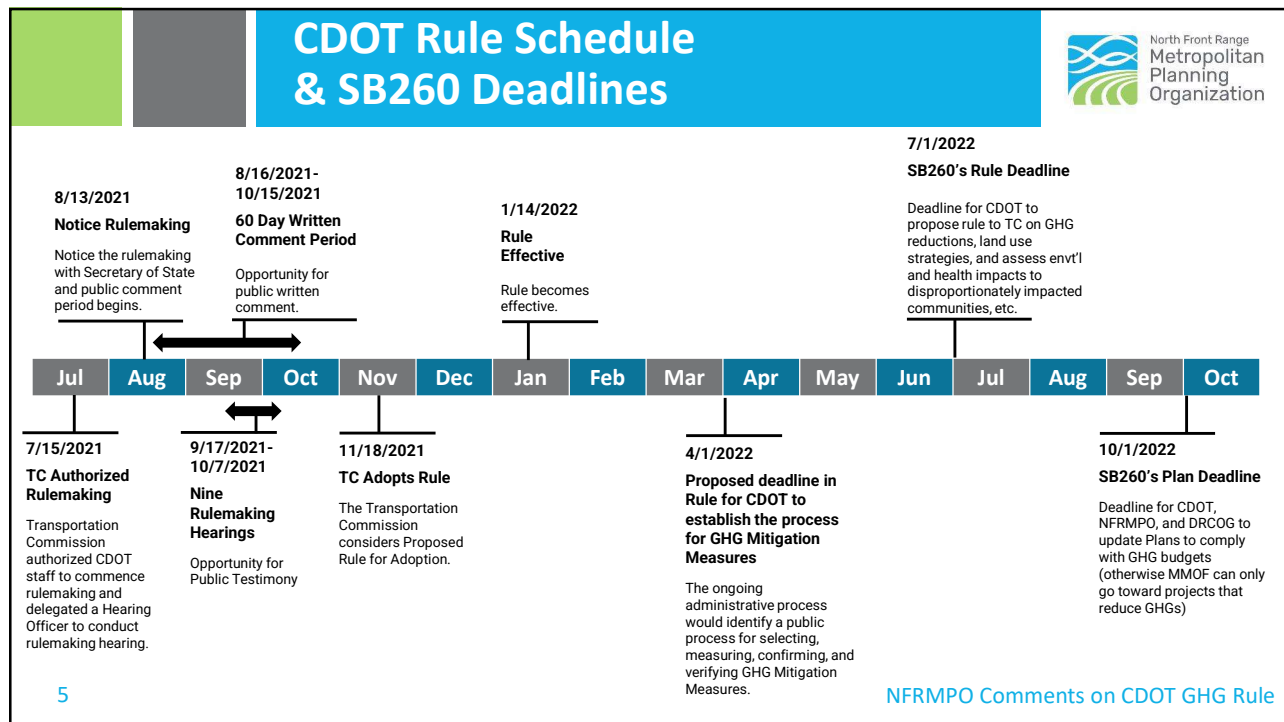 CDOT Rule Schedule
& SB260 Deadlines
North Front Range
Metropolitan
Planning
Organization
8/13/2021
Notice Rulemaking
Notice the rulemaking
with Secretary of State
and public comment
period begins.
8/16/2021-
10/15/2021
60 Day Written
Comment Period
Opportunity for
public written
comment.
1/14/2022
Rule
Effective
Rule becomes
effective.
7/1/2022
SB260's Rule Deadline
Deadline for CDOT to
propose rule to TC on GHG
reductions, land use
strategies, and assess envt'l
and health impacts to
disproportionately impacted
communities, etc.
Jul Aug Sep Oct Nov Dec Jan Feb Mar Apr May Jun Jul Aug Sep Oct
7/15/2021
TC Authorized
Rulemaking
Transportation
Commission
authorized CDOT
staff to commence
rulemaking and
delegated a Hearing
Officer to conduct
rulemaking hearing.
9/17/2021-
10/7/2021
Nine
Rulemaking
Hearings
Opportunity for
Public Testimony
11/18/2021
TC Adopts Rule
The Transportation
Commission
considers Proposed
Rule for Adoption.
4/1/2022
Proposed deadline in
Rule for CDOT to
establish the process
for GHG Mitigation
Measures
The ongoing
administrative process
would identify a public
process for selecting,
measuring, confirming, and
verifying GHG Mitigation
Measures.
10/1/2022
SB260's Plan Deadline
Deadline for CDOT,
NFRMPO, and DRCOG to
update Plans to comply
with GHG budgets
(otherwise MMOF can only
go toward projects that
reduce GHGs)
5
NFRMPO Comments on CDOT GHG Rule